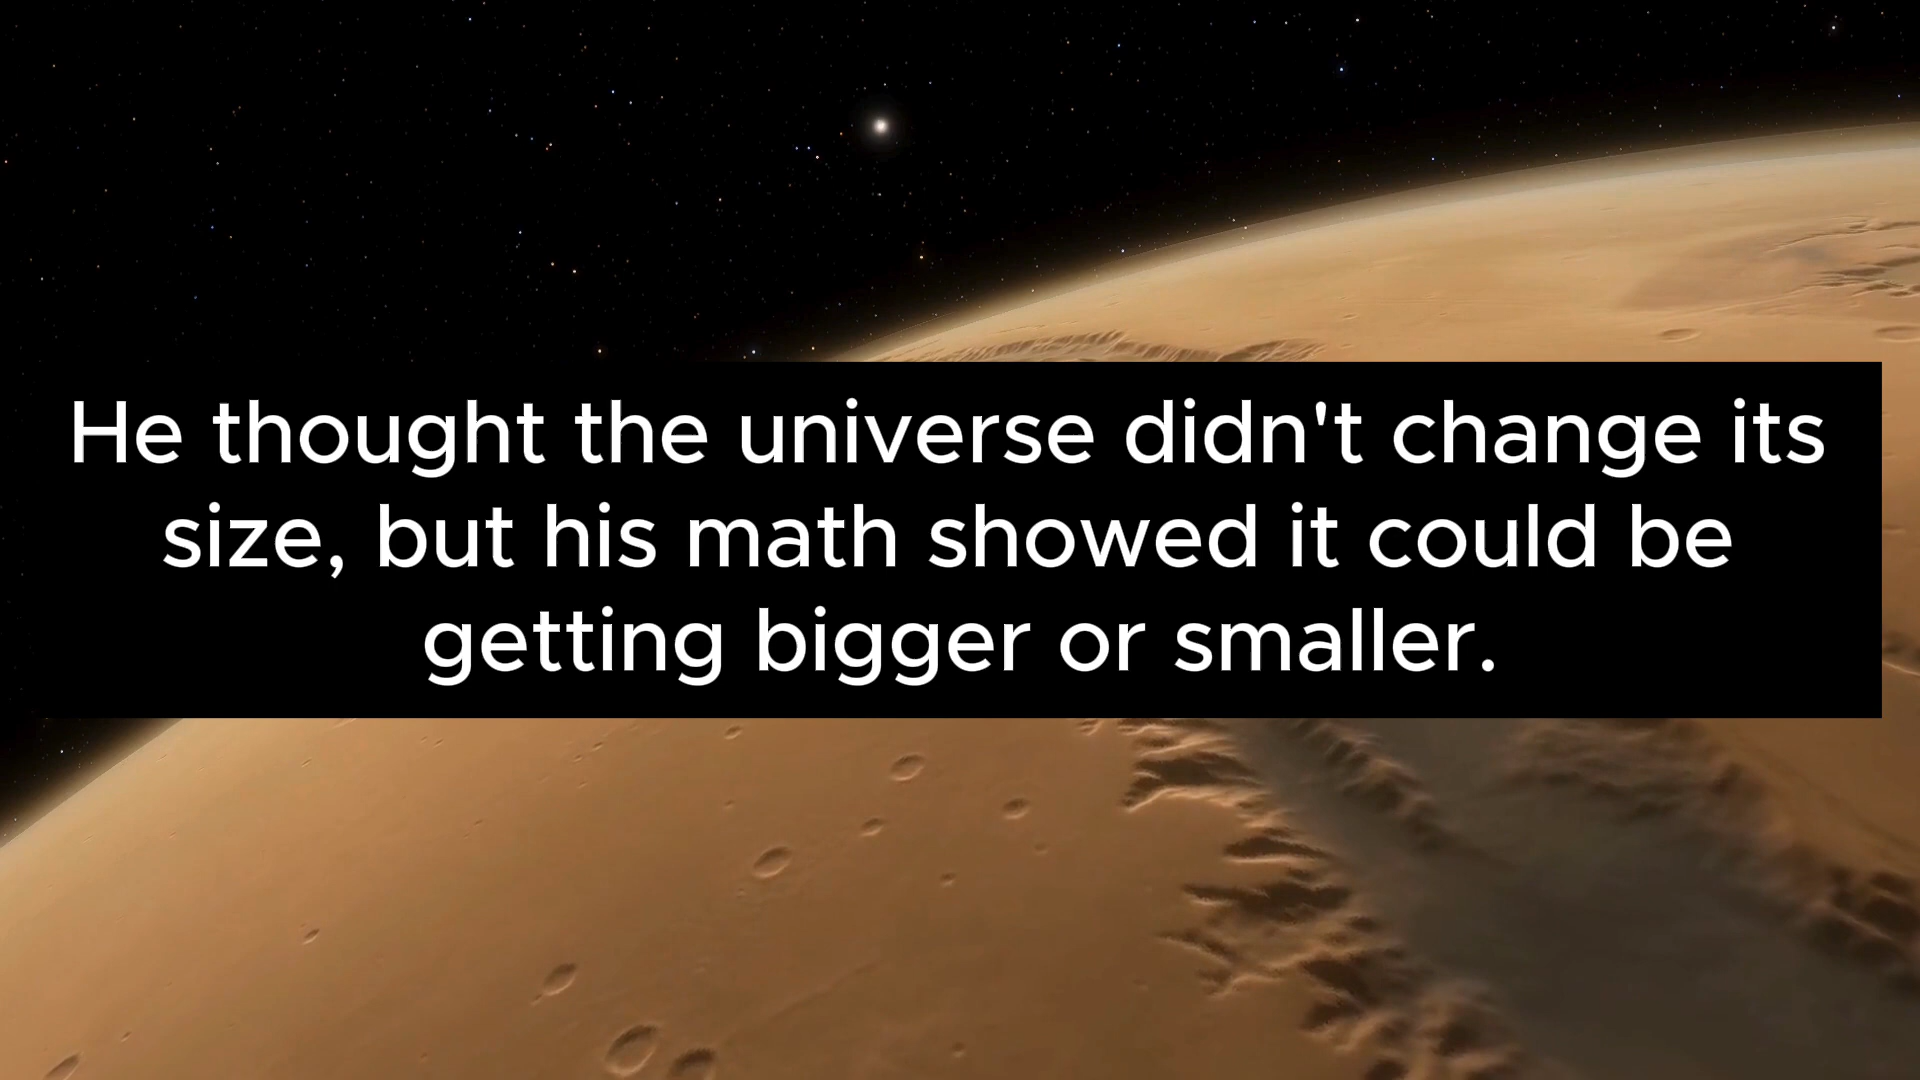 He thought the universe didn't change its
size, but his math showed it could be
getting bigger or smaller.